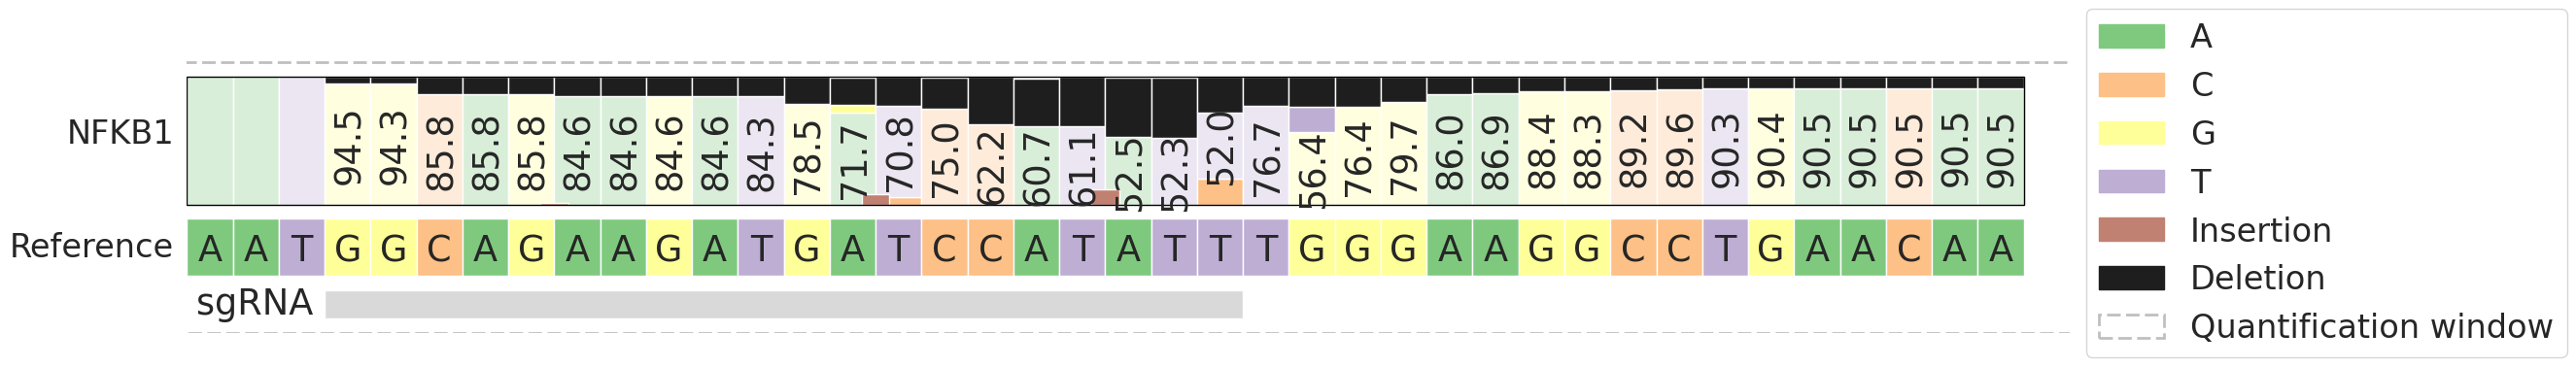 NFKB1
94.5 94.3 85.8 85.8 85.8 84.6 84.6 84.6 84.6 84.3 78.5 71.7 70.8 75.0 62.2 60.7 61.1 52.5 52.3 52.0 76.7 56.4 76.4 79.7 86.0 86.9 88.4 88.3 89.2 89.6 90.3 90.4 90.5 90.5 90.5 90.5 90.5
Reference A A T G G C A G A A G A T G A T C C A T A T T T G G G A A G G C C T G A A C A A
sgRNA
A
C
G
T
Insertion
Deletion
Quantification window